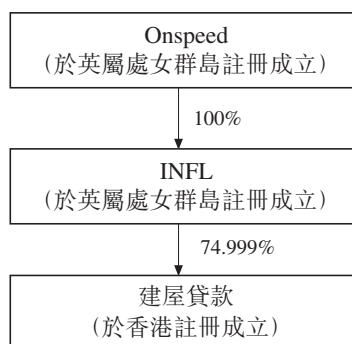 Onspeed
（於英屬處女群島註冊成立）
100%
INFL
（於英屬處女群島註冊成立）
74.999%
建屋貸款
（於香港註冊成立）